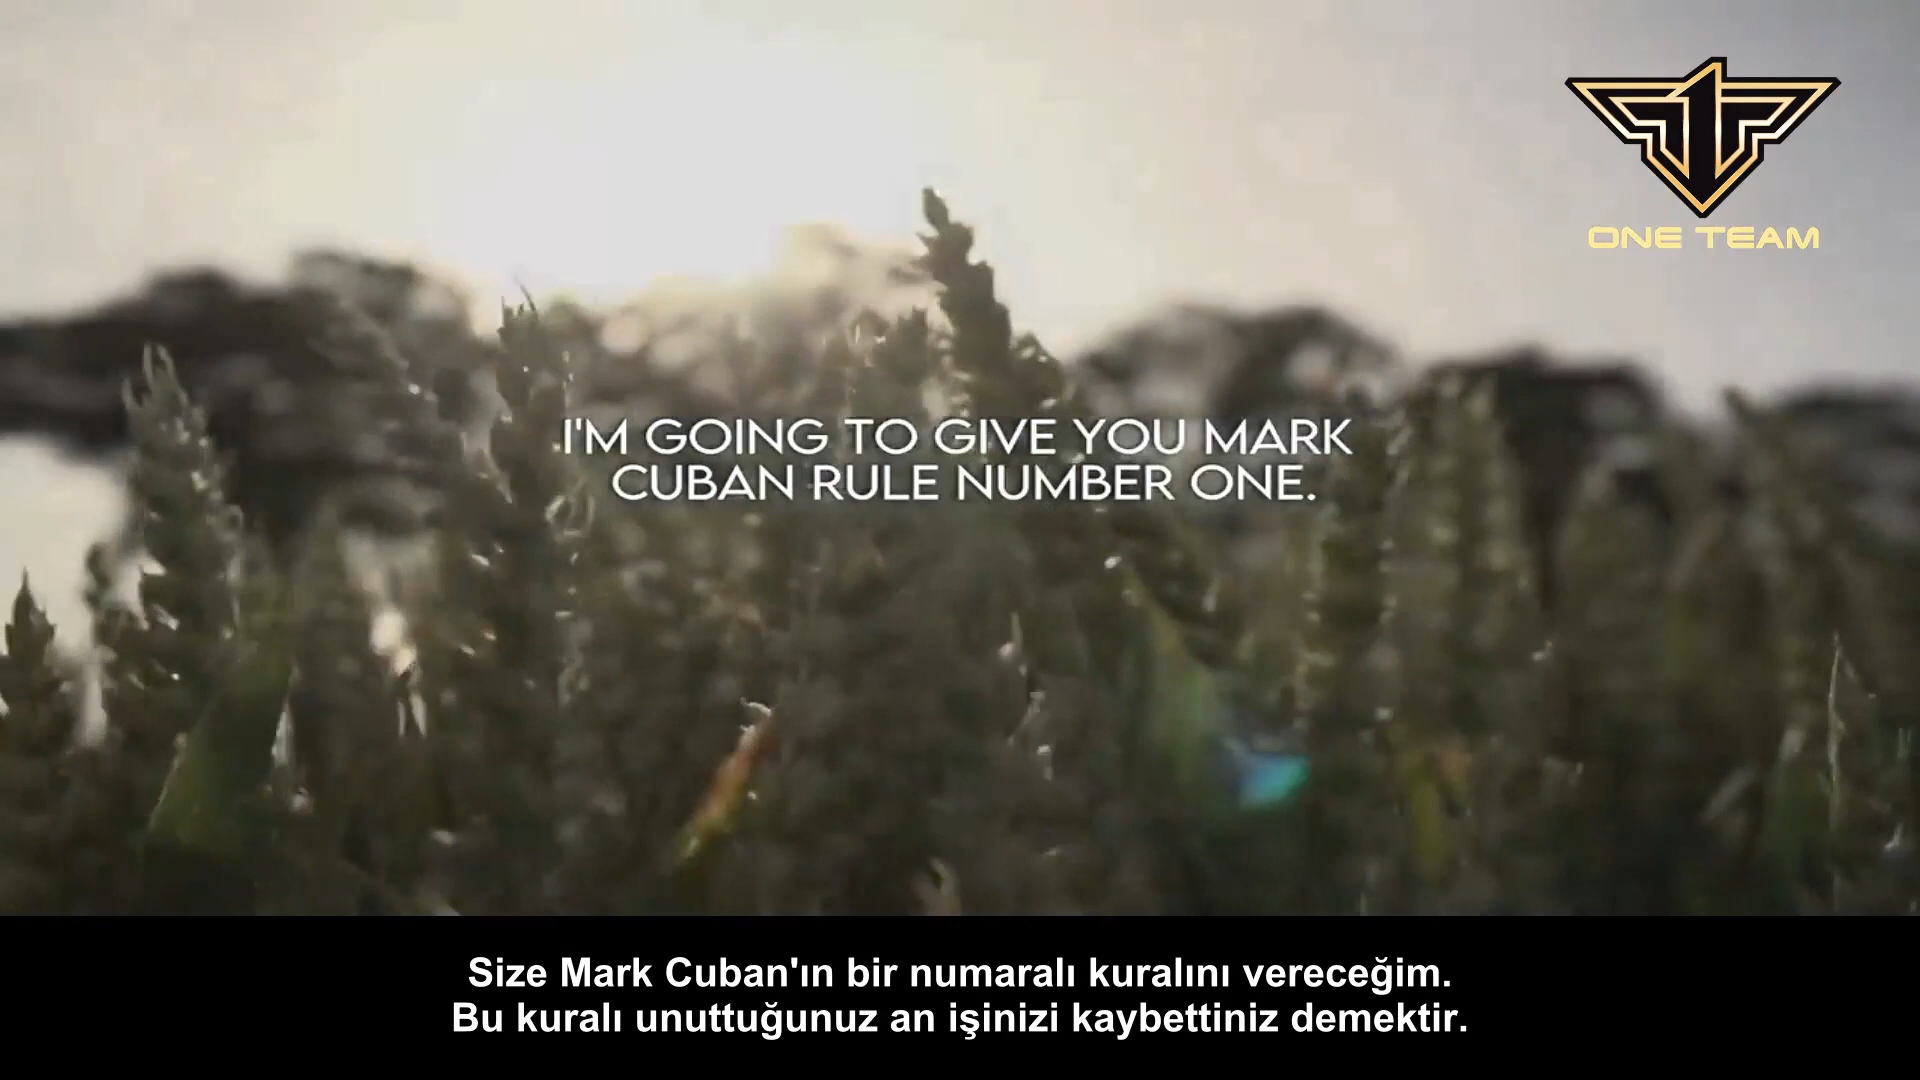 ONE TEAM
I'M GOING TO GIVE YOU MARK
CUBAN RULE NUMBER ONE.
Size Mark Cuban'ın bir numaralı kuralını vereceğim.
Bu kuralı unuttuğunuz an işinizi kaybettiniz demektir.